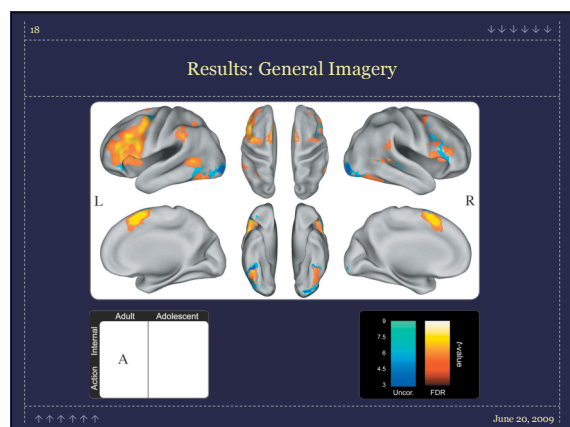 18
Results: General Imagery
L
R
Adult Adolescent
Internal
Action
A
9
7.5
6
4.5
3
t-value
Uncor. FDR
June 20, 2009